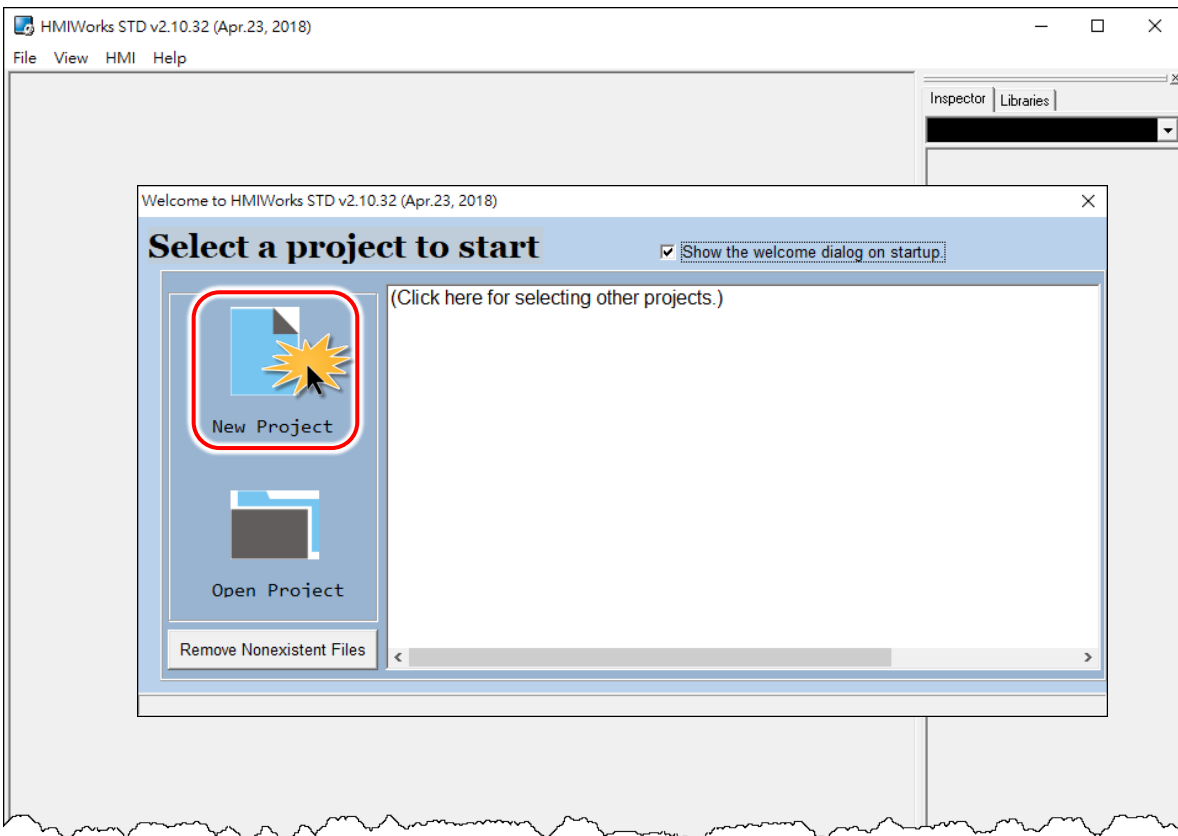 HMIWorks STD v2.10.32 (Apr.23, 2018)
File View HMI Help
Inspector Libraries
Welcome to HMIWorks STD v2.10.32 (Apr.23, 2018)
Select a project to start
Show the welcome dialog on startup.
(Click here for selecting other projects.)
New Project
Open Project
Remove Nonexistent Files